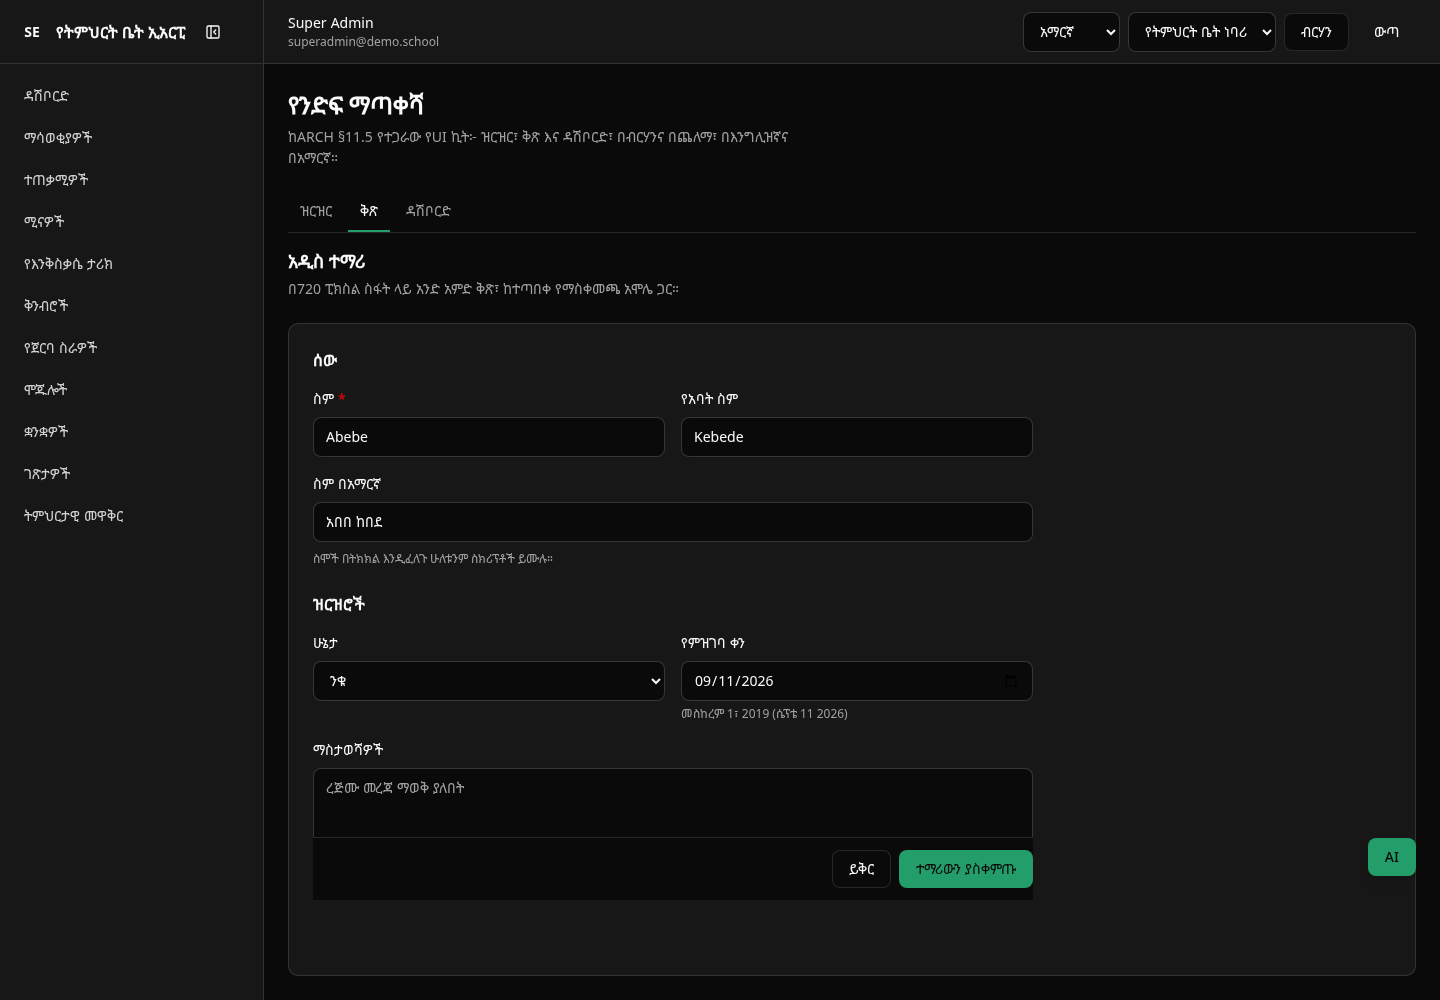 SE
የትምህርት ቤት ኢአርፒ
Super Admin
superadmin@demo.school
አማርኛ
የትምህርት ቤት ነባሪ
ብርሃን
ውጣ
ዳሽቦርድ
ማሳወቂያዎች
ተጠቃሚዎች
ሚናዎች
የእንቅስቃሴ ታሪክ
ቅንብሮች
የጀርባ ስራዎች
ሞጁሎች
ቋንቋዎች
ገጽታዎች
ትምህርታዊ መዋቅር
የንድፍ ማጣቀሻ
ከARCH §11.5 የተጋራው የUI ኪት፦ ዝርዝር፣ ቅጽ እና ዳሽቦርድ፣ በብርሃንና በጨለማ፣ በእንግሊዝኛና
በአማርኛ።
ዝርዝር
ቅጽ
ዳሽቦርድ
አዲስ ተማሪ
በ720 ፒክስል ስፋት ላይ አንድ አምድ ቅጽ፣ ከተጣበቀ የማስቀመጫ አሞሌ ጋር።
ሰው
ስም *
የአባት ስም
Abebe
Kebede
ስም በአማርኛ
አበበ ከበደ
ስሞች በትክክል እንዲፈለጉ ሁለቱንም ስክሪፕቶች ይሙሉ።
ዝርዝሮች
ሁኔታ
የምዝገባ ቀን
ንቁ
09/11/2026
መስከረም 1፣ 2019 (ሴፕቴ 11 2026)
ማስታወሻዎች
ረጅሙ መረጃ ማወቅ ያለበት
ይቅር
ተማሪውን ያስቀምጡ
AI